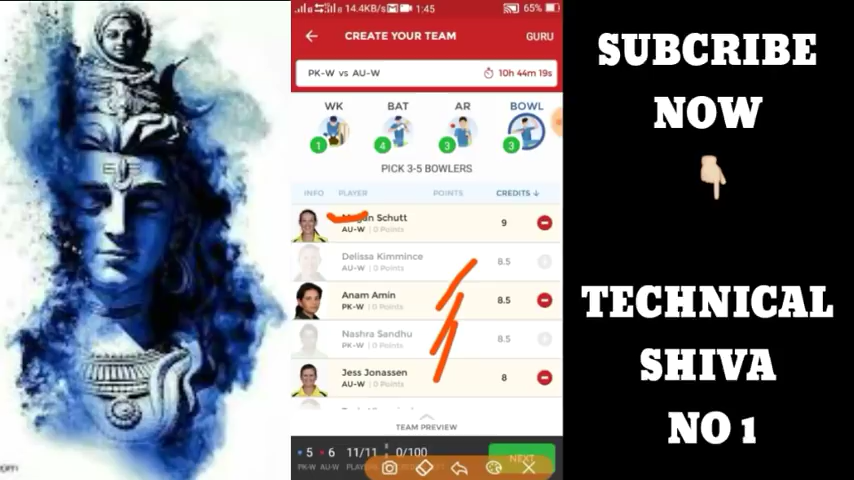 14.4KB/s 1:45 65%
CREATE YOUR TEAM GURU
PK-W vs AU-W 10h 44m 19s
WK BAT AR BOWL
1 4 3 3
PICK 3-5 BOWLERS
INFO PLAYER POINTS CREDITS
Schutt 9
AU-W | 0 Points
Delissa Kimmince 8.5
AU-W | 0 Points
Anam Amin 8.5
PK-W | 0 Points
Nashra Sandhu 8.5
PK-W | 0 Points
Jess Jonassen 8
AU-W | 0 Points
TEAM PREVIEW
5 6 11/11 0/100
PK-W AU-W
NEXT
SUBCRIBE
NOW
TECHNICAL
SHIVA
NO 1